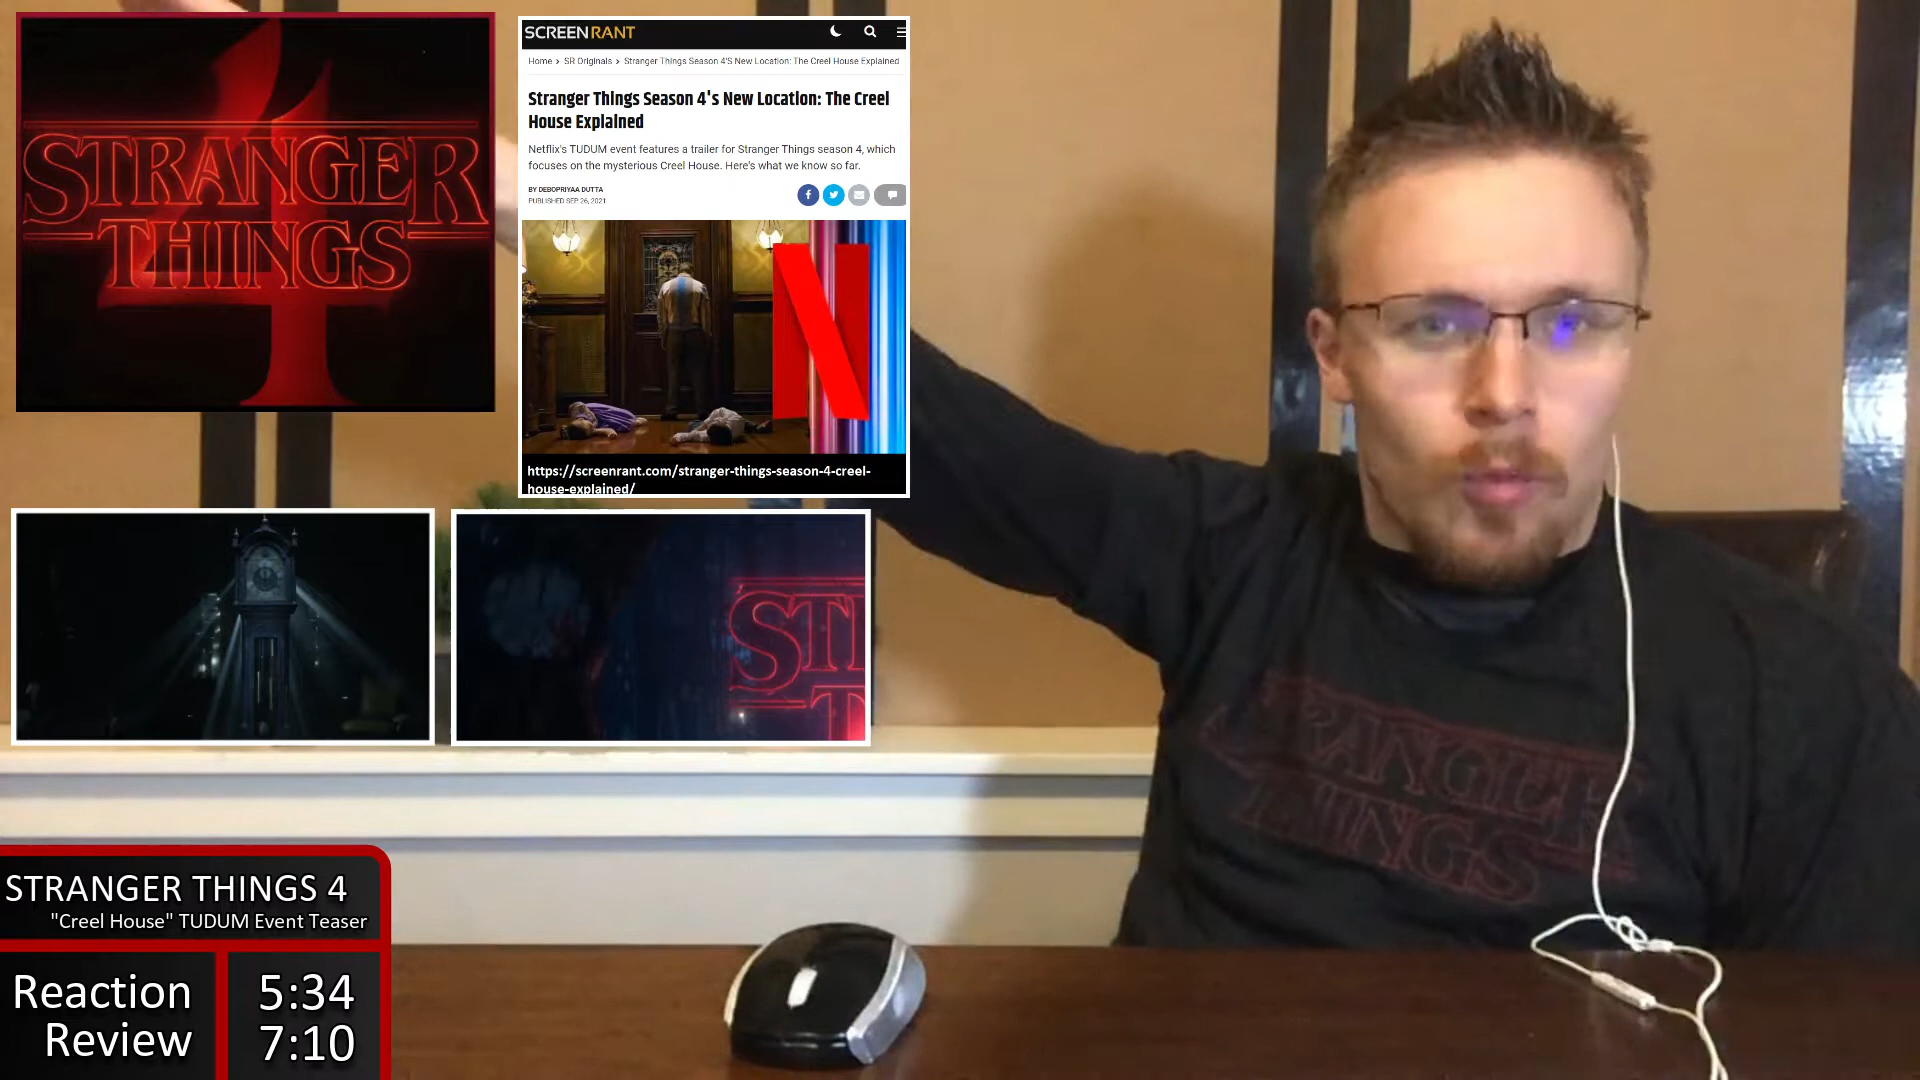 STRANGER
THINGS
SCREENRANT
Home > SR Originals > Stranger Things Season 4'S New Location: The Creel House Explained
Stranger Things Season 4's New Location: The Creel
House Explained
Netflix's TUDUM event features a trailer for Stranger Things season 4, which
focuses on the mysterious Creel House. Here's what we know so far.
BY DEBOPRIYAA DUTTA
PUBLISHED SEP 26, 2021
N
https://screenrant.com/stranger-things-season-4-creel-
house-explained/
ST
T
STRANGER
THINGS
STRANGER THINGS 4
"Creel House" TUDUM Event Teaser
Reaction 5:34
Review 7:10